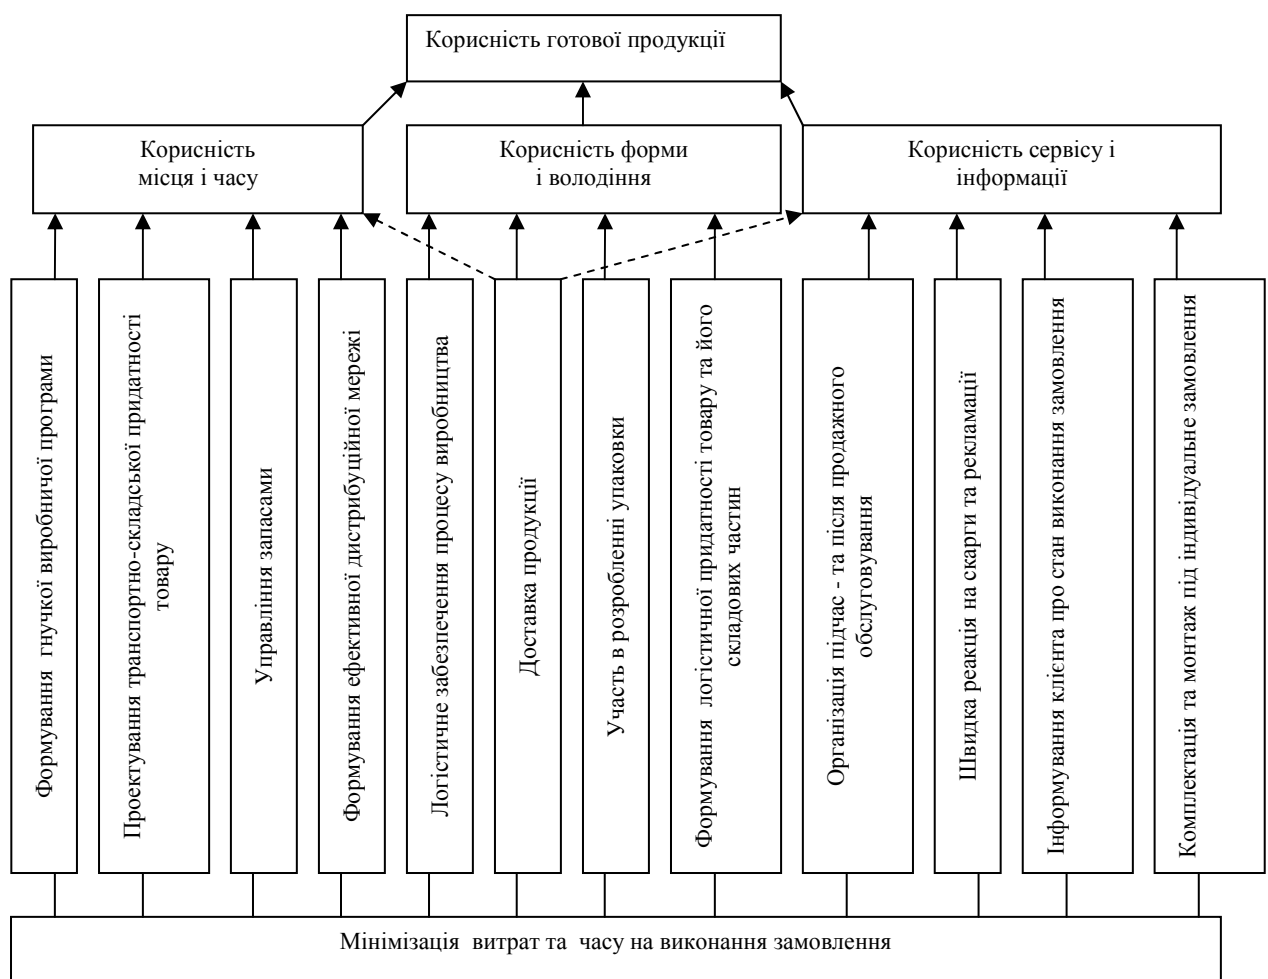 Корисність готової продукції
Корисність
місця і часу
Корисність форми
і володіння
Корисність сервісу і
інформації
Формування гнучкої виробничої програми
Проектування транспортно-складської придатності
товару
Управління запасами
Формування ефективної дистрибуційної мережі
Логістичне забезпечення процесу виробництва
Доставка продукції
Участь в розробленні упаковки
Формування логістичної придатності товару та його
складових частин
Організація підчас - та після продажного
обслуговування
Швидка реакція на скарги та рекламації
Інформування клієнта про стан виконання замовлення
Комплектація та монтаж під індивідуальне замовлення
Мінімізація витрат та часу на виконання замовлення